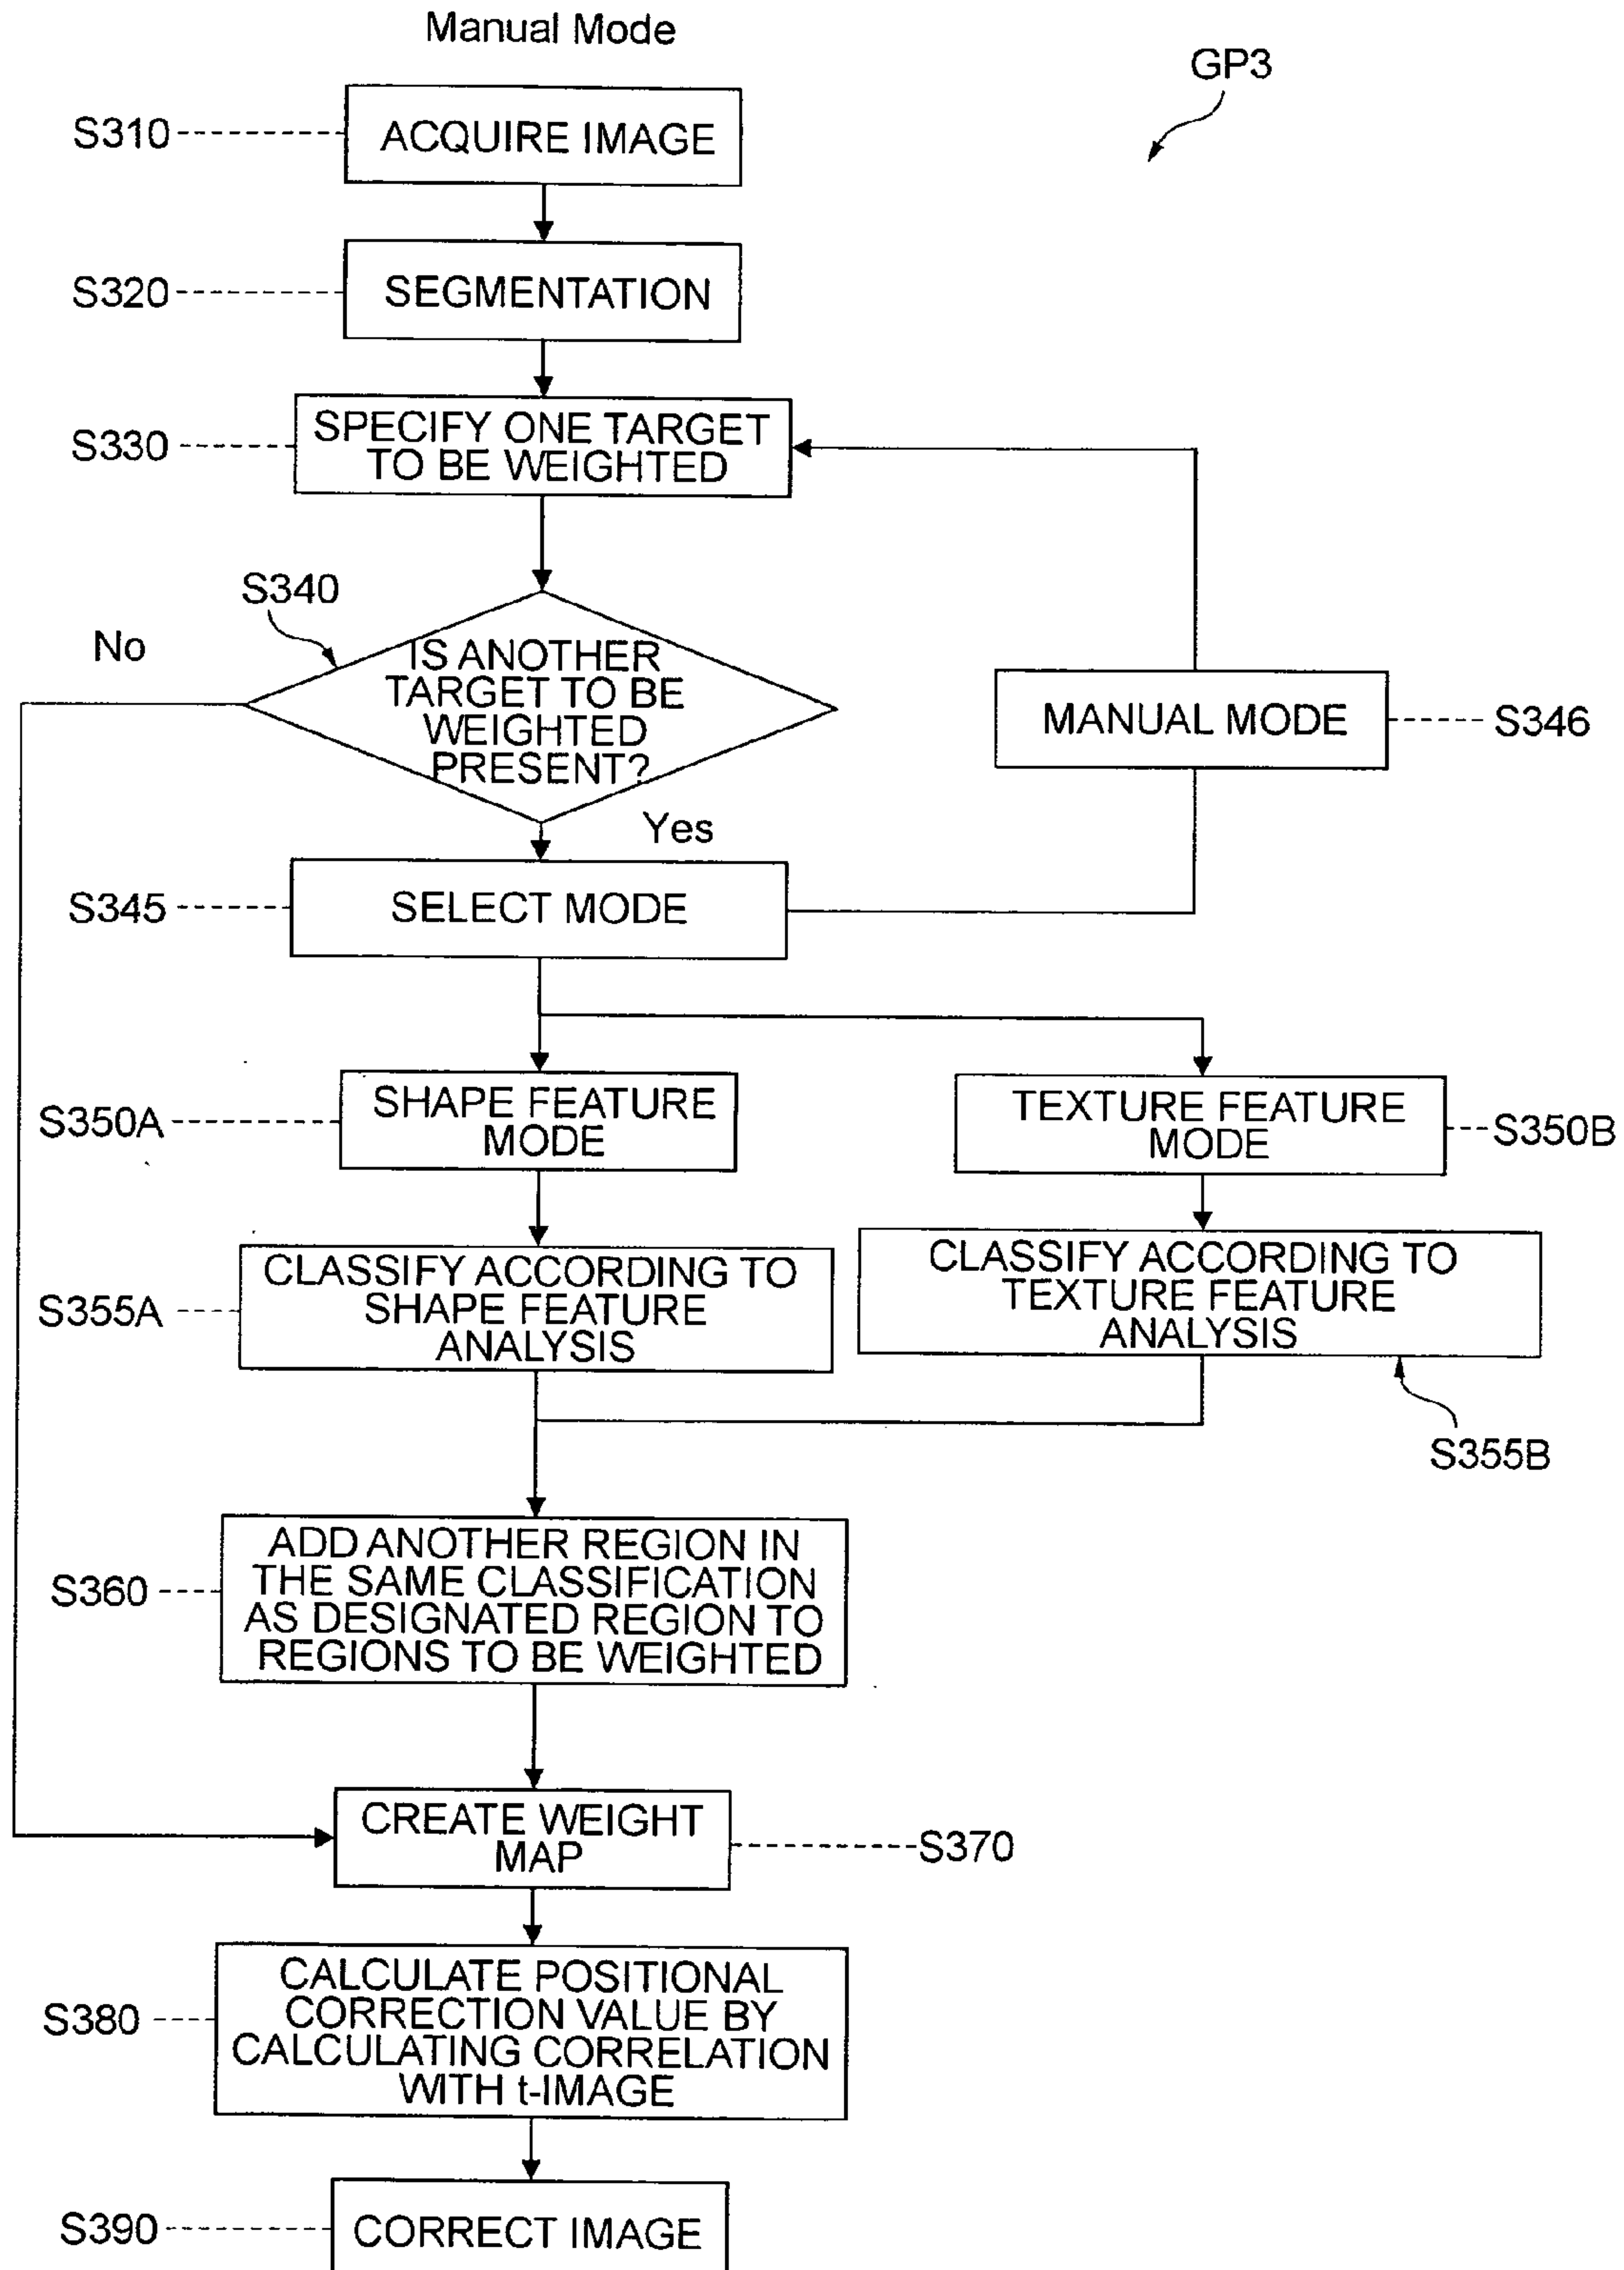 Manual Mode
GP3
S310
ACQUIRE IMAGE
S320
SEGMENTATION
S330
SPECIFY ONE TARGET
TO BE WEIGHTED
S340
No
IS ANOTHER
TARGET TO BE
WEIGHTED
PRESENT?
MANUAL MODE
S346
Yes
S345
SELECT MODE
S350A
SHAPE FEATURE
MODE
TEXTURE FEATURE
MODE
S350B
S355A
CLASSIFY ACCORDING TO
SHAPE FEATURE
ANALYSIS
CLASSIFY ACCORDING TO
TEXTURE FEATURE
ANALYSIS
S355B
S360
ADD ANOTHER REGION IN
THE SAME CLASSIFICATION
AS DESIGNATED REGION TO
REGIONS TO BE WEIGHTED
CREATE WEIGHT
MAP
S370
S380
CALCULATE POSITIONAL
CORRECTION VALUE BY
CALCULATING CORRELATION
WITH t-IMAGE
S390
CORRECT IMAGE